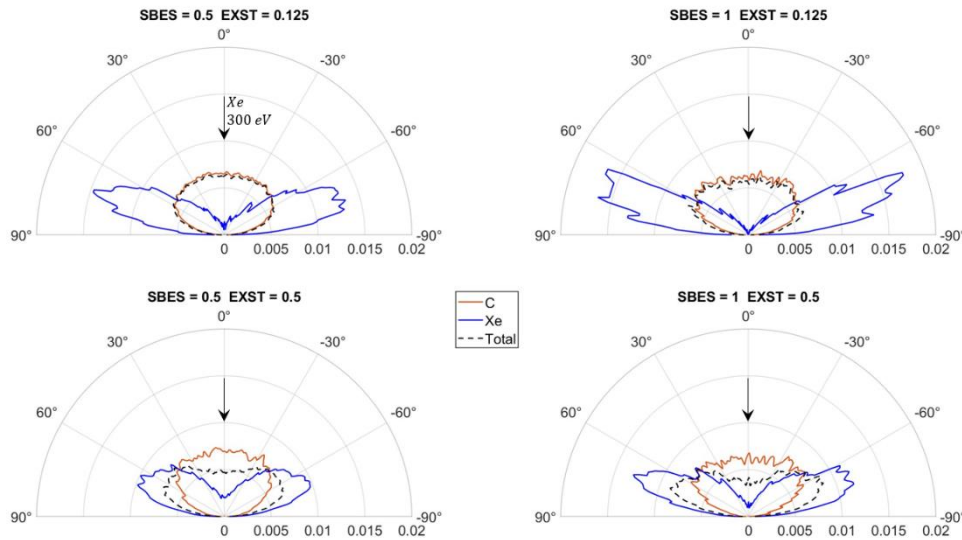 SBES = 0.5 EXST = 0.125
0°
30° -30°
60° -60°
90° -90°
Xe
300 eV
0 0.005 0.01 0.015 0.02
SBES = 1 EXST = 0.125
0°
30° -30°
60° -60°
90° -90°
0 0.005 0.01 0.015 0.02
SBES = 0.5 EXST = 0.5
0°
30° -30°
60° -60°
90° -90°
0 0.005 0.01 0.015 0.02
C
Xe
Total
SBES = 1 EXST = 0.5
0°
30° -30°
60° -60°
90° -90°
0 0.005 0.01 0.015 0.02